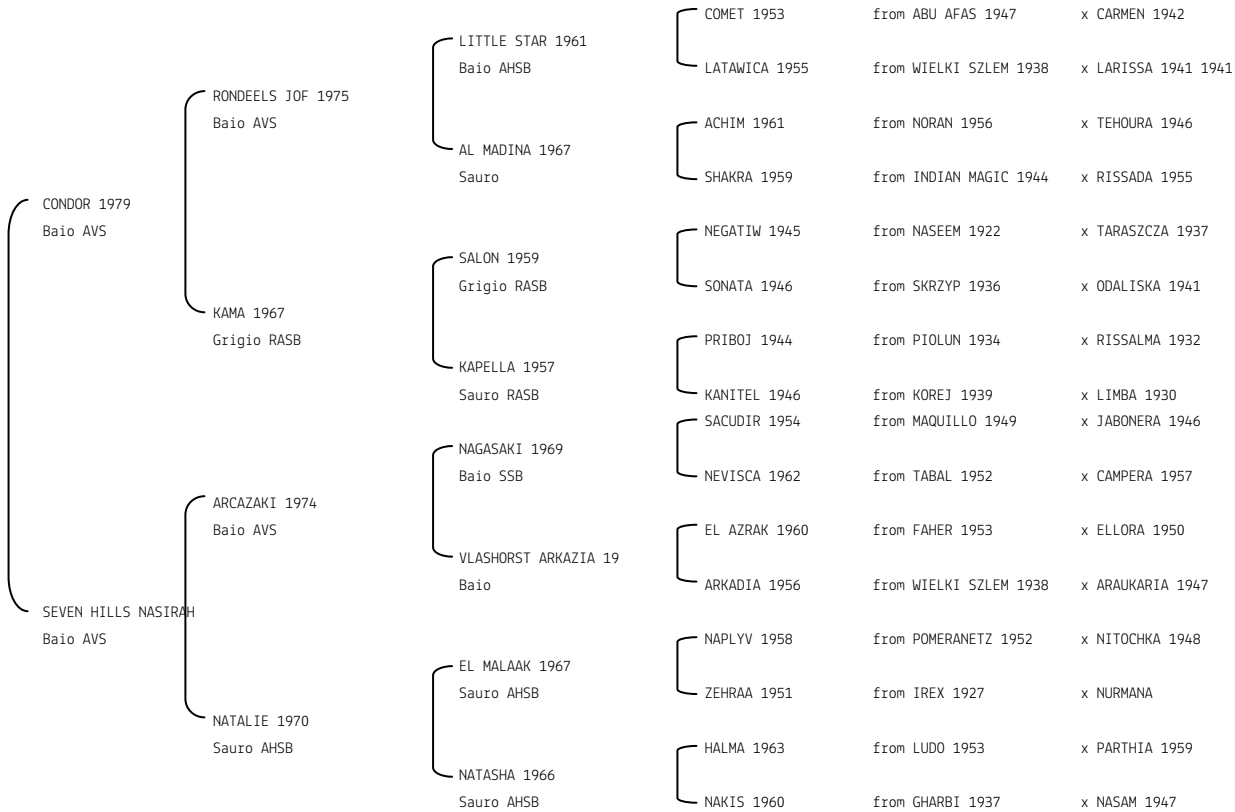 COMET 1953 from ABU AFAS 1947 x CARMEN 1942
LITTLE STAR 1961
Baio AHSB
LATAWICA 1955 from WIELKI SZLEM 1938 x LARISSA 1941 1941
RONDEELS JOF 1975
Baio AVS
ACHIM 1961 from NORAN 1956 x TEHOURA 1946
AL MADINA 1967
Sauro
SHAKRA 1959 from INDIAN MAGIC 1944 x RISSADA 1955
CONDOR 1979
Baio AVS
NEGATIW 1945 from NASEEM 1922 x TARASZCZA 1937
SALON 1959
Grigio RASB
SONATA 1946 from SKRZYP 1936 x ODALISKA 1941
KAMA 1967
Grigio RASB
PRIBOJ 1944 from PIOLUN 1934 x RISSALMA 1932
KAPELLA 1957
Sauro RASB
KANITEL 1946 from KOREJ 1939 x LIMBA 1930
SACUDIR 1954 from MAQUILLO 1949 x JABONERA 1946
NAGASAKI 1969
Baio SSB
NEVISCA 1962 from TABAL 1952 x CAMPERA 1957
ARCAZAKI 1974
Baio AVS
EL AZRAK 1960 from FAHER 1953 x ELLORA 1950
VLASHORST ARKAZIA 19
Baio
ARKADIA 1956 from WIELKI SZLEM 1938 x ARAUKARIA 1947
SEVEN HILLS NASIRAH
Baio AVS
NAPLYV 1958 from POMERANETZ 1952 x NITOCHKA 1948
EL MALAAK 1967
Sauro AHSB
ZEHRAA 1951 from IREX 1927 x NURMANA
NATALIE 1970
Sauro AHSB
HALMA 1963 from LUDO 1953 x PARTHIA 1959
NATASHA 1966
Sauro AHSB
NAKIS 1960 from GHARBI 1937 x NASAM 1947